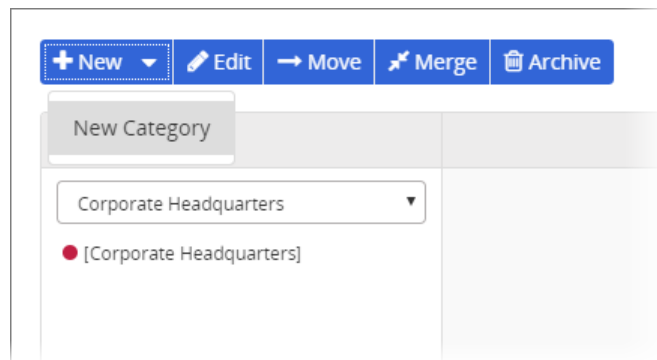 New Edit Move Merge Archive
New Category
Corporate Headquarters
[Corporate Headquarters]